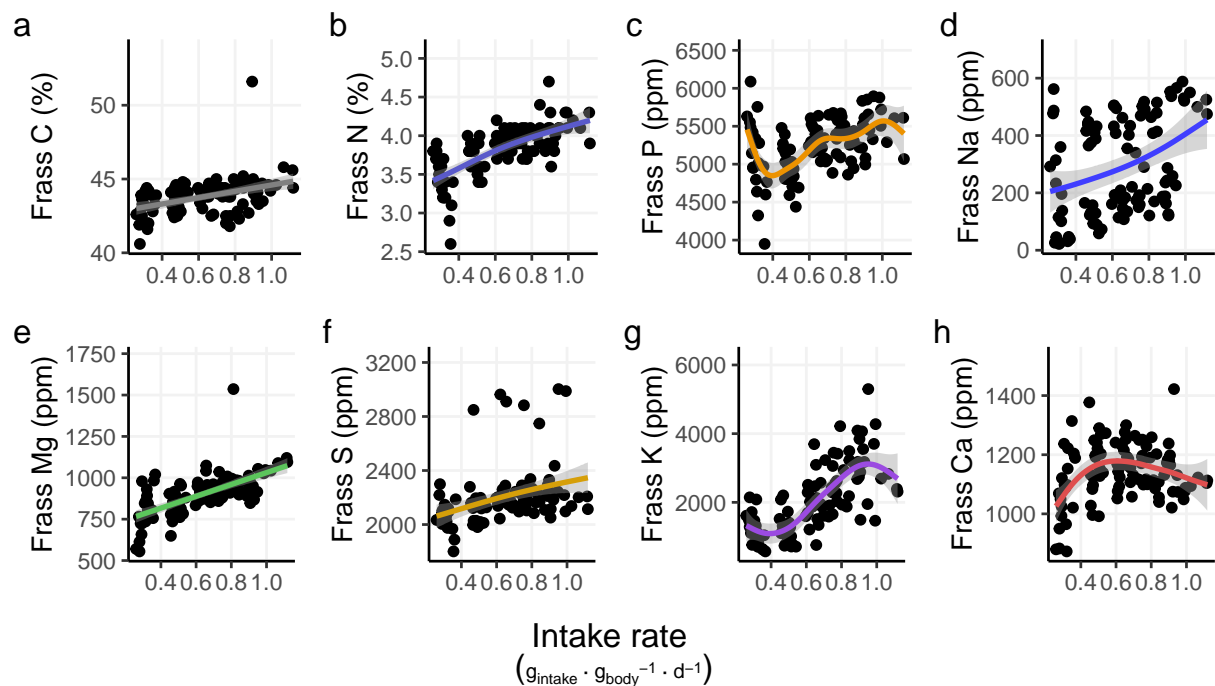 a
Frass C (%)
50
45
40
0.4 0.6 0.8 1.0
b
Frass N (%)
5.0
4.5
4.0
3.5
3.0
2.5
0.4 0.6 0.8 1.0
c
Frass P (ppm)
6500
6000
5500
5000
4500
4000
0.4 0.6 0.8 1.0
d
Frass Na (ppm)
600
400
200
0
0.4 0.6 0.8 1.0
e
Frass Mg (ppm)
1750
1500
1250
1000
750
500
0.4 0.6 0.8 1.0
f
Frass S (ppm)
3200
2800
2400
2000
0.4 0.6 0.8 1.0
g
Frass K (ppm)
6000
4000
2000
0.4 0.6 0.8 1.0
h
Frass Ca (ppm)
1400
1200
1000
0.4 0.6 0.8 1.0
Intake rate
(g_intake · g_body⁻¹ · d⁻¹)